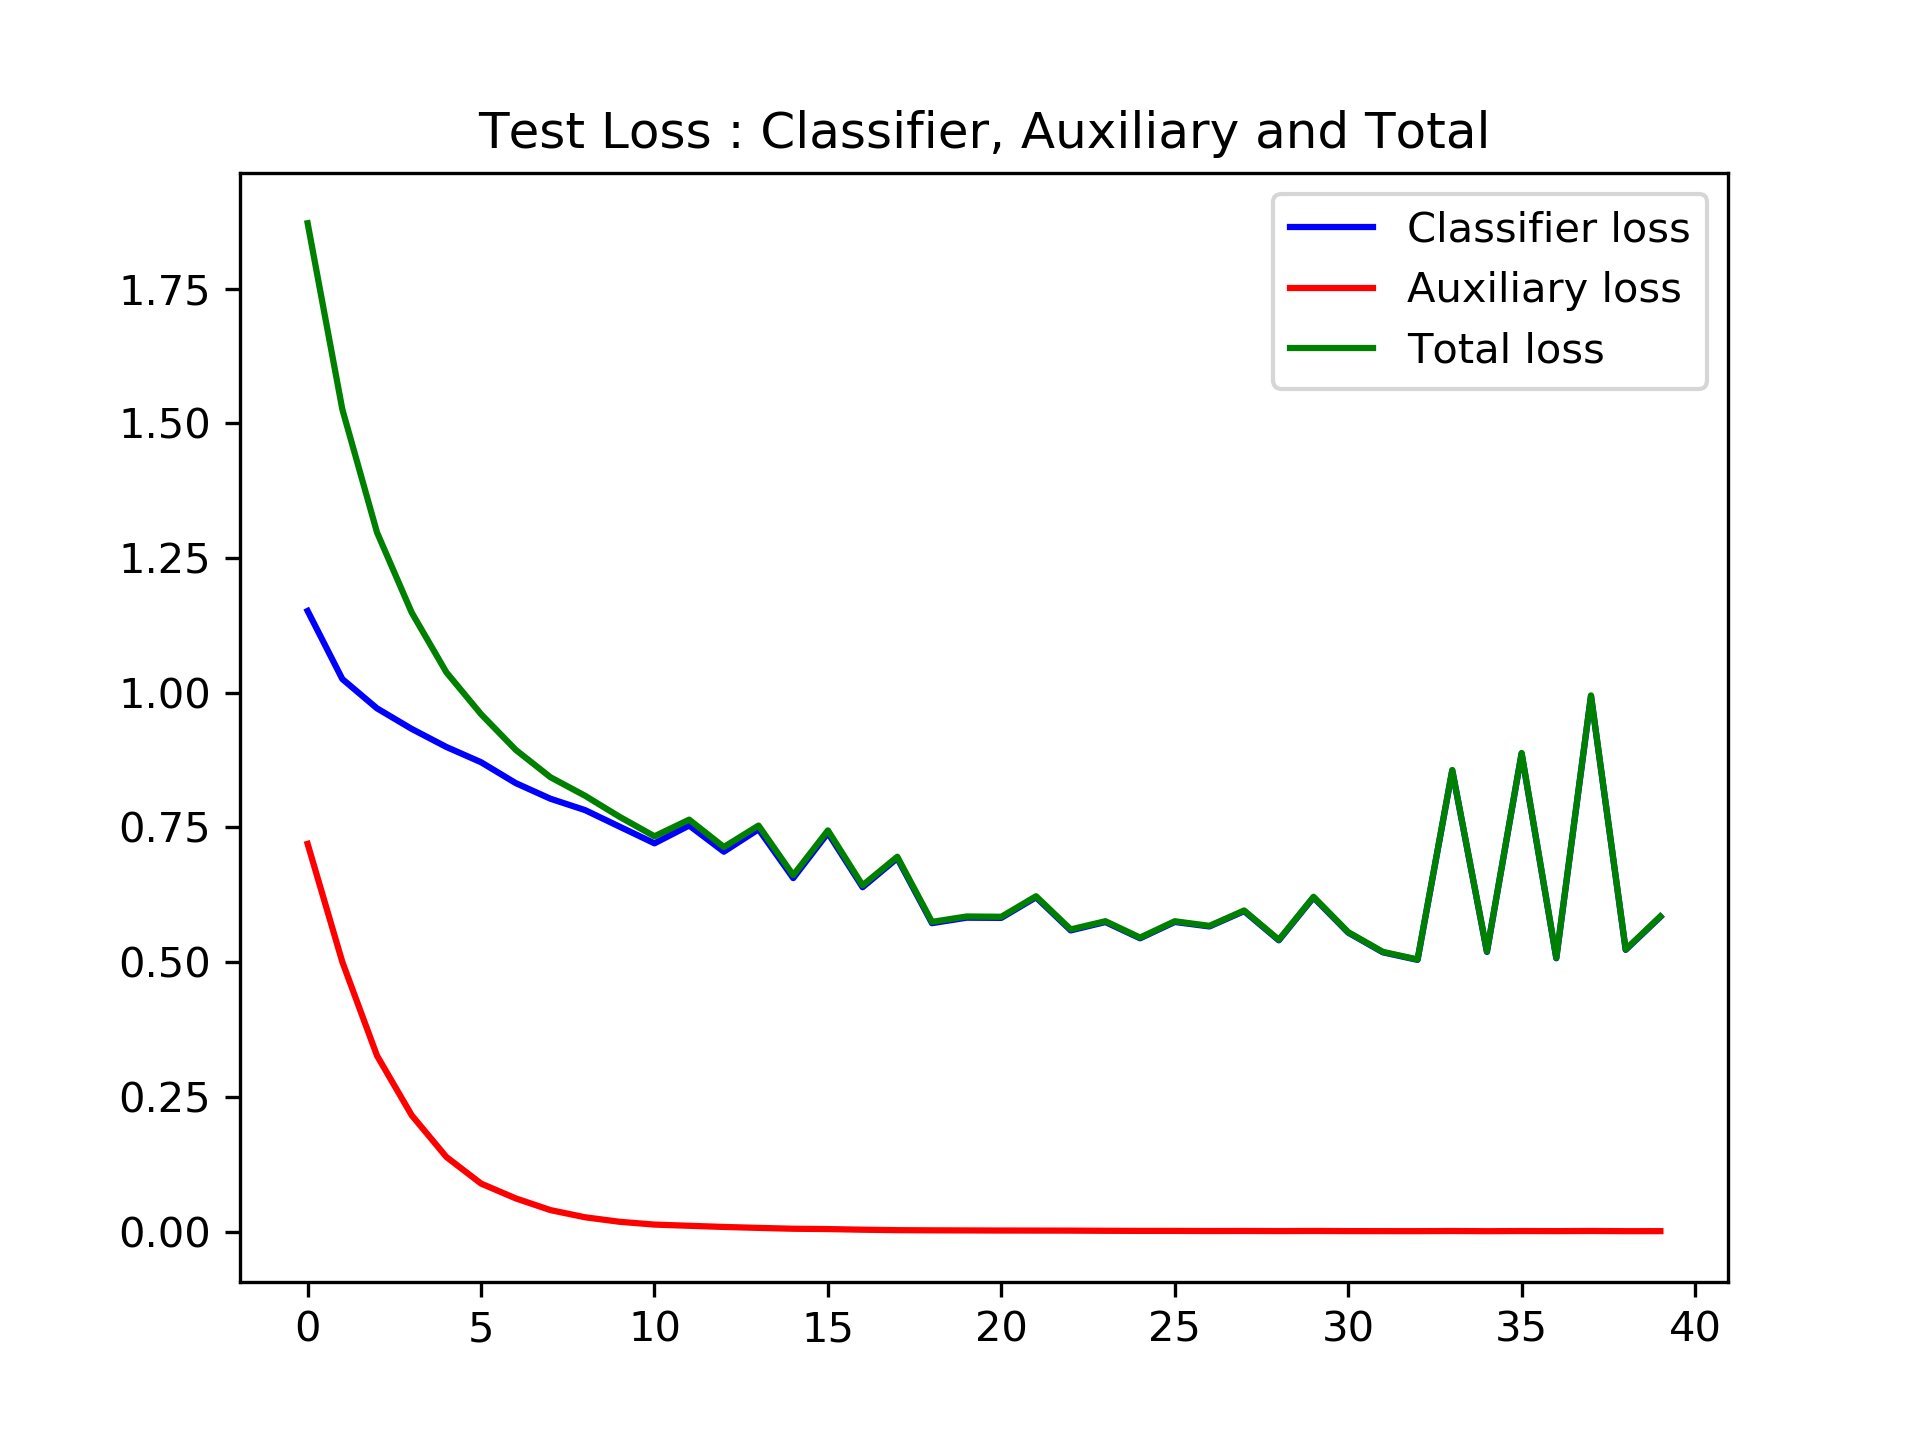 Test Loss : Classifier, Auxiliary and Total
Classifier loss
Auxiliary loss
Total loss
1.75
1.50
1.25
1.00
0.75
0.50
0.25
0.00
0 5 10 15 20 25 30 35 40